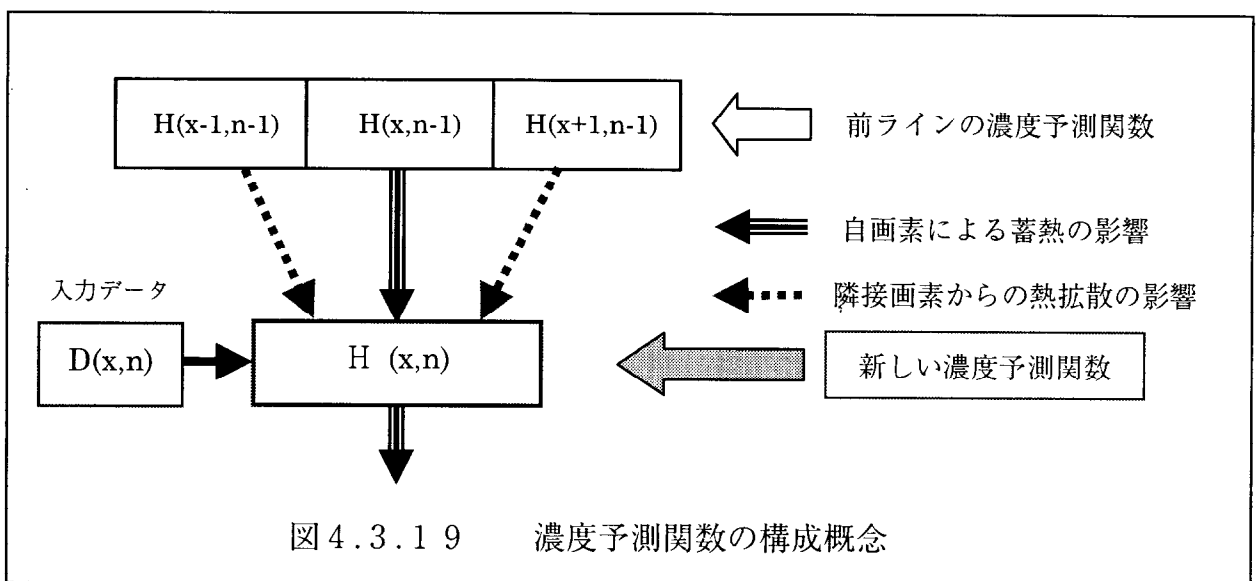 H(x-1,n-1) H(x,n-1) H(x+1,n-1)
前ラインの濃度予測関数
自画素による蓄熱の影響
隣接画素からの熱拡散の影響
入力データ
D(x,n)
H (x,n)
新しい濃度予測関数
図4.3.19 濃度予測関数の構成概念